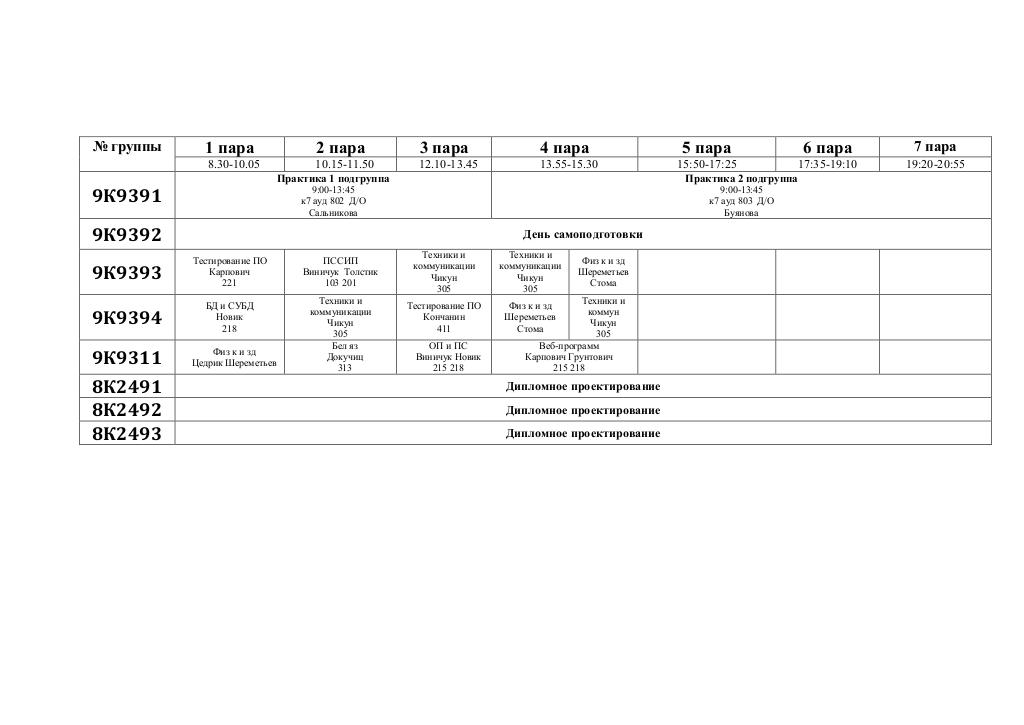 № группы
1 пара
2 пара
3 пара
4 пара
5 пара
6 пара
7 пара
8.30-10.05
10.15-11.50
12.10-13.45
13.55-15.30
15:50-17:25
17:35-19:10
19:20-20:55
9К9391
Практика 1 подгруппа
9:00-13:45
к7 ауд 802 Д/О
Сальникова
Практика 2 подгруппа
9:00-13:45
к7 ауд 803 Д/О
Буянова
9К9392
День самоподготовки
9К9393
Тестирование ПО
Карпович
221
ПССИП
Виничук Толстик
103 201
Техники и
коммуникации
Чикун
305
Техники и
коммуникации
Чикун
305
Физ к и зд
Шереметьев
Стома
9К9394
БД и СУБД
Новик
218
Техники и
коммуникации
Чикун
305
Тестирование ПО
Кончанин
411
Физ к и зд
Шереметьев
Стома
Техники и
коммун
Чикун
305
9К9311
Физ к и зд
Цедрик Шереметьев
Бел яз
Докучиц
313
ОП и ПС
Виничук Новик
215 218
Веб-программ
Карпович Грунтович
215 218
8К2491
Дипломное проектирование
8К2492
Дипломное проектирование
8К2493
Дипломное проектирование